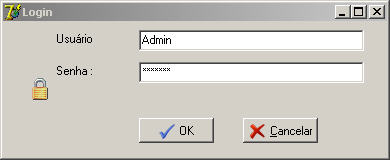 Login
Usuário
Admin
Senha :
*******
OK
Cancelar